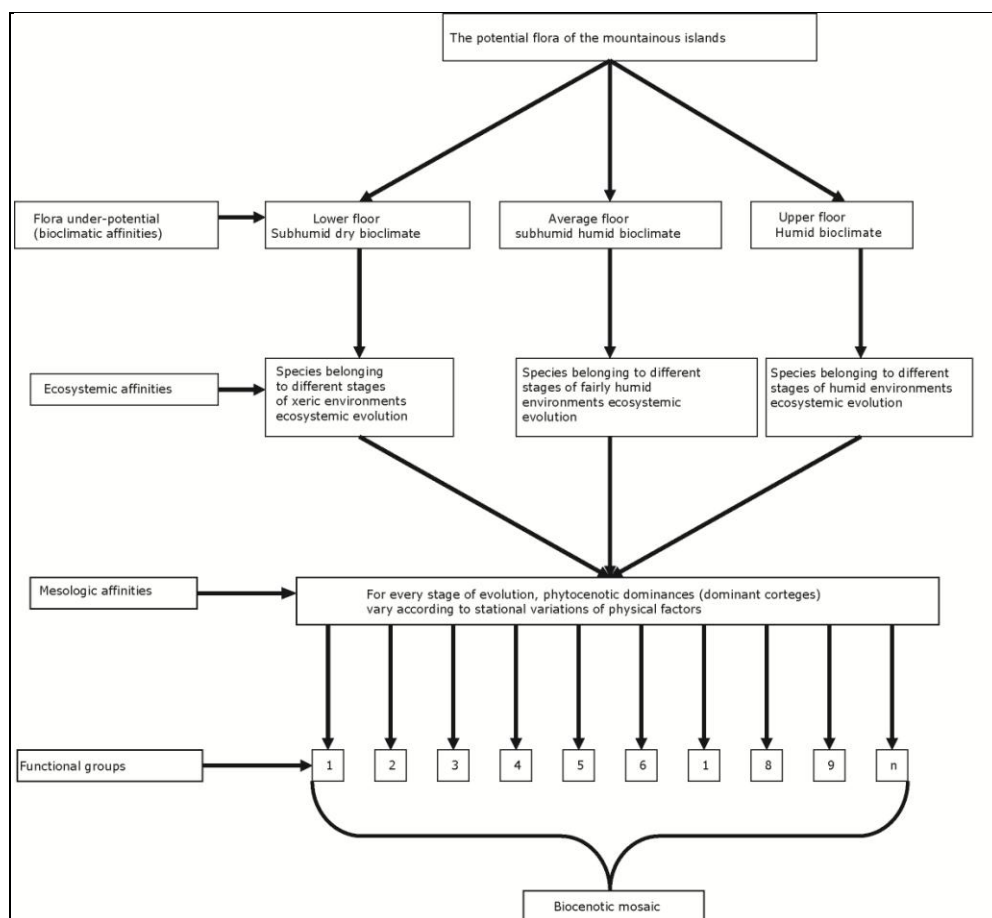 The potential flora of the mountainous islands
Flora under-potential
(bioclimatic affinities)
Lower floor
Subhumid dry bioclimate
Average floor
subhumid humid bioclimate
Upper floor
Humid bioclimate
Ecosystemic affinities
Species belonging
to different stages
of xeric environments
ecosystemic evolution
Species belonging to different
stages of fairly humid
environments ecosystemic
evolution
Species belonging to different
stages of humid environments
ecosystemic evolution
Mesologic affinities
For every stage of evolution, phytocenotic dominances (dominant corteges)
vary according to stational variations of physical factors
Functional groups
1
2
3
4
5
6
1
8
9
n
Biocenotic mosaic